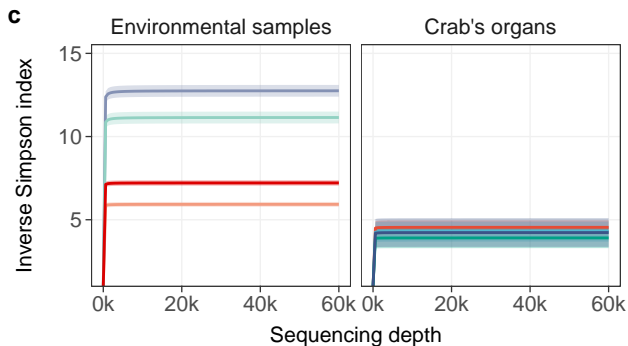 c
Environmental samples
Crab's organs
Inverse Simpson index
15
10
5
0k 20k 40k 60k
0k 20k 40k 60k
Sequencing depth